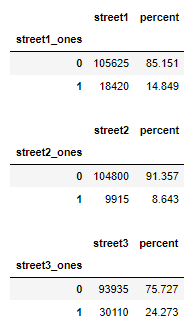 street1 percent
street1_ones
0 105625 85.151
1 18420 14.849
street2 percent
street2_ones
0 104800 91.357
1 9915 8.643
street3 percent
street3_ones
0 93935 75.727
1 30110 24.273